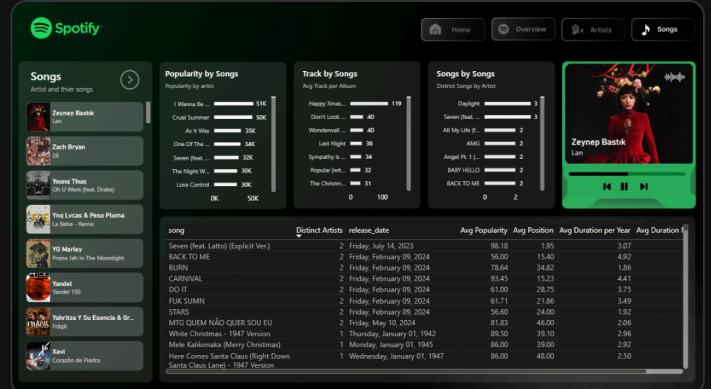 Spotify
Home
Overview
Artists
Songs
Songs
Artist and thier songs
Zeynep Bastık
Lan
Zach Bryan
28
Young Thug
Oh U Went (feat. Drake)
Ynq Lvcas & Peso Pluma
La Bebe - Remix
YG Marley
Praise Jah In The Moonlight
Yandel
Yandel 150
Yahritza Y Su Esencia & Gr...
Frágil
Xavi
Corazón de Piedra
Popularity by Songs
Popularity by artist
I Wanna Be ... 51K
Cruel Summer 50K
As It Was 35K
One Of The ... 34K
Seven (feat. ... 32K
The Night W... 30K
Lose Control 30K
0K 50K
Track by Songs
Avg Track per Album
Happy Xmas... 119
Don't Look ... 40
Wonderwall ... 40
Last Night 36
Sympathy is ... 34
Popular (wit... 32
The Christm... 31
0 100
Songs by Songs
District Songs by Artist
Daylight 3
Seven (feat. ... 3
All My Life (f... 2
AMG 2
Angel Pt. 1 (... 2
BABY HELLO 2
BACK TO ME 2
0 2
Zeynep Bastık
Lan
song Distinct Artists release_date Avg Popularity Avg Position Avg Duration per Year Avg Duration
Seven (feat. Latto) (Explicit Ver.) 2 Friday, July 14, 2023 98.18 1.95 3.07
BACK TO ME 2 Friday, February 09, 2024 56.00 15.40 4.92
BURN 2 Friday, February 09, 2024 78.64 34.82 1.86
CARNIVAL 2 Friday, February 09, 2024 93.45 15.23 4.41
DO IT 2 Friday, February 09, 2024 61.00 28.75 3.75
FUK SUMN 2 Friday, February 09, 2024 61.71 21.86 3.49
STARS 2 Friday, February 09, 2024 56.60 24.00 1.92
MTG QUEM NÃO QUER SOU EU 2 Friday, May 10, 2024 81.83 46.00 2.06
White Christmas - 1947 Version 1 Thursday, January 01, 1942 89.50 39.10 2.96
Mele Kalikimaka (Merry Christmas) 1 Monday, January 01, 1945 86.00 39.00 2.92
Here Comes Santa Claus (Right Down 1 Wednesday, January 01, 1947 86.00 48.00 2.50
Santa Claus Lane) - 1947 Version